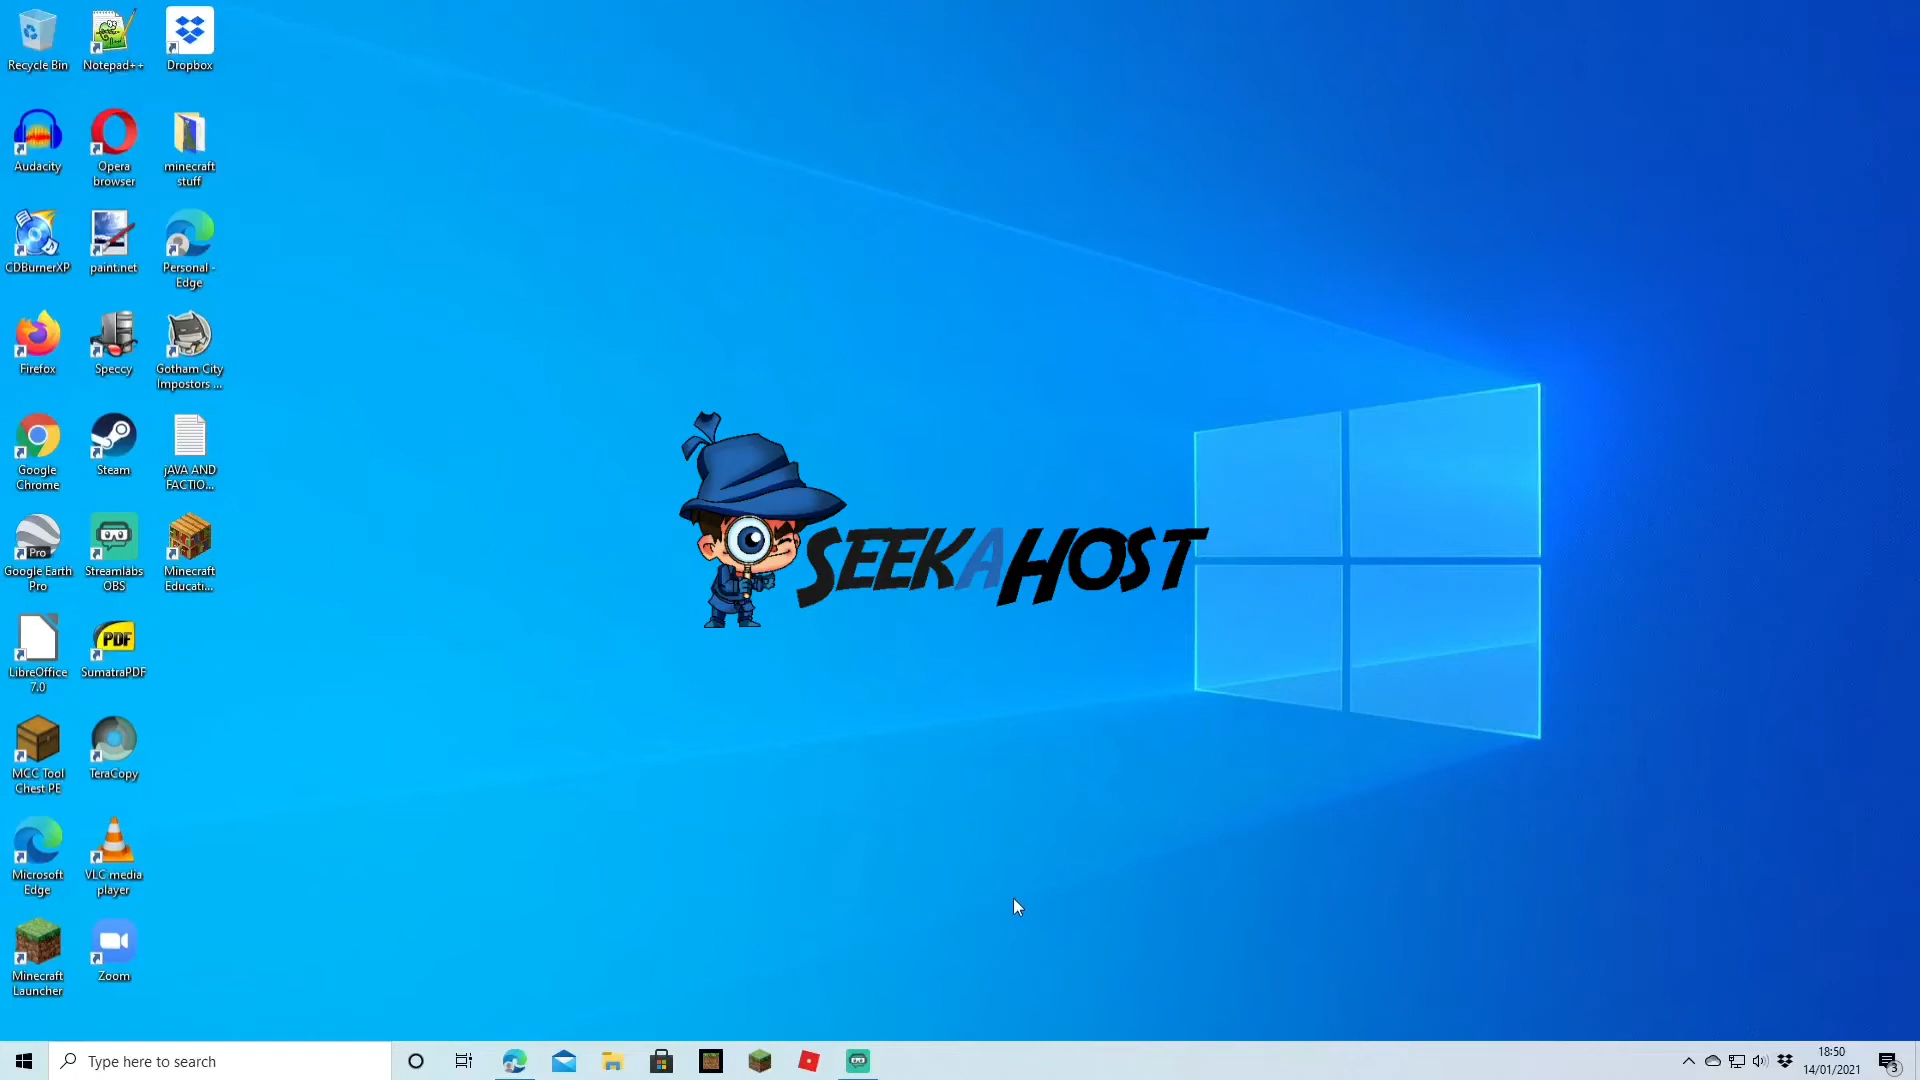 Recycle Bin
Notepad++
Dropbox
Audacity
Opera
browser
minecraft
stuff
CDBurnerXP
paint.net
Personal -
Edge
Firefox
Speccy
Gotham City
Impostors ...
Google
Chrome
Steam
jAVA AND
FACTIO...
Pro
Google Earth
Pro
Streamlabs
OBS
Minecraft
Educati...
SEEKAHOST
LibreOffice
7.0
PDF
SumatraPDF
MCC Tool
Chest PE
TeraCopy
Microsoft
Edge
VLC media
player
Minecraft
Launcher
Zoom
Type here to search
18:50
14/01/2021
3